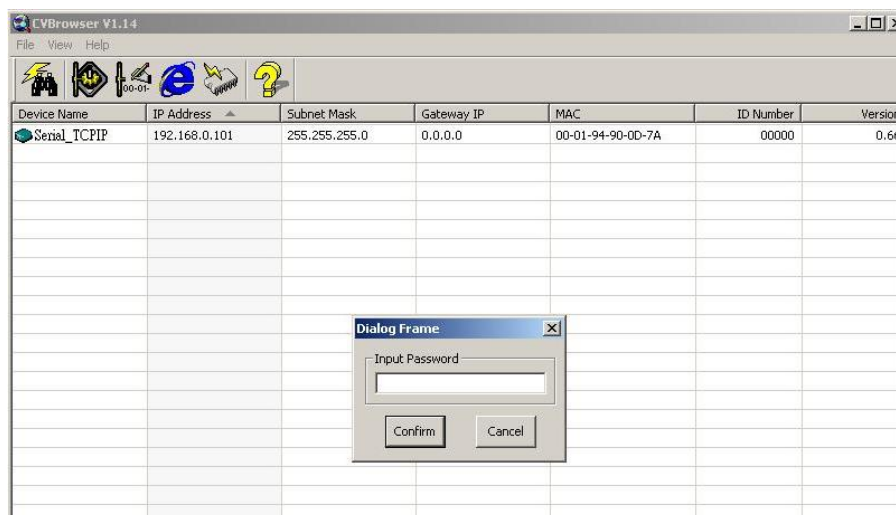 CVBrowser V1.14
File View Help
00-01-
Device Name IP Address Subnet Mask Gateway IP MAC ID Number Version
Serial_TCPIP 192.168.0.101 255.255.255.0 0.0.0.0 00-01-94-90-0D-7A 00000
Dialog Frame
Input Password
Confirm Cancel